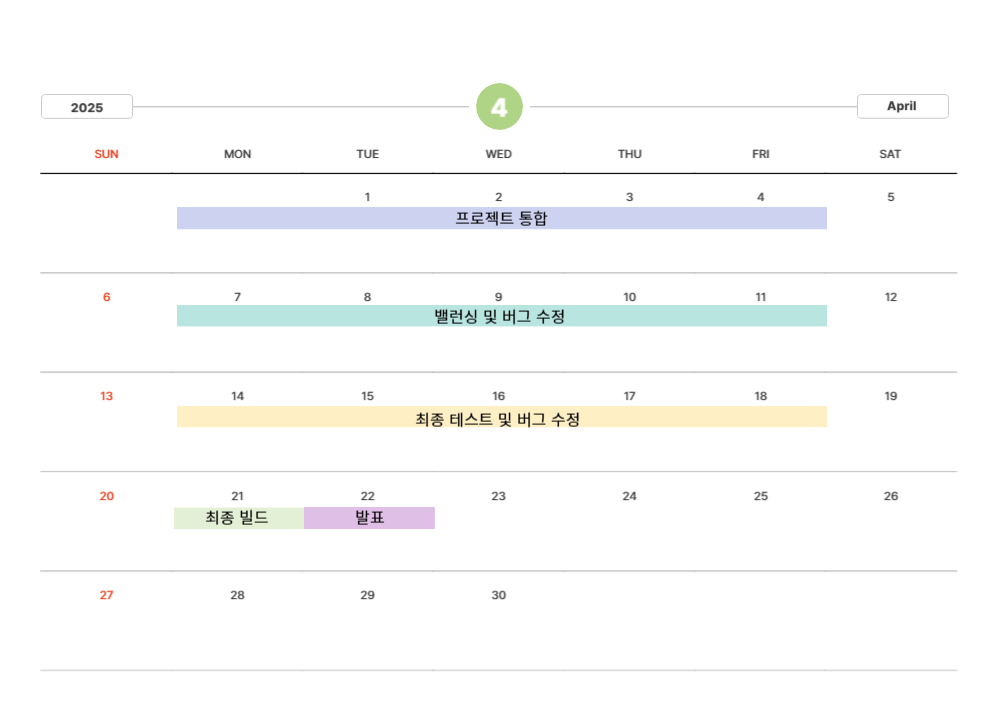 2025 4 April
SUN MON TUE WED THU FRI SAT
1 2 3 4 5
프로젝트 통합
6 7 8 9 10 11 12
밸런싱 및 버그 수정
13 14 15 16 17 18 19
최종 테스트 및 버그 수정
20 21 22 23 24 25 26
최종 빌드 발표
27 28 29 30